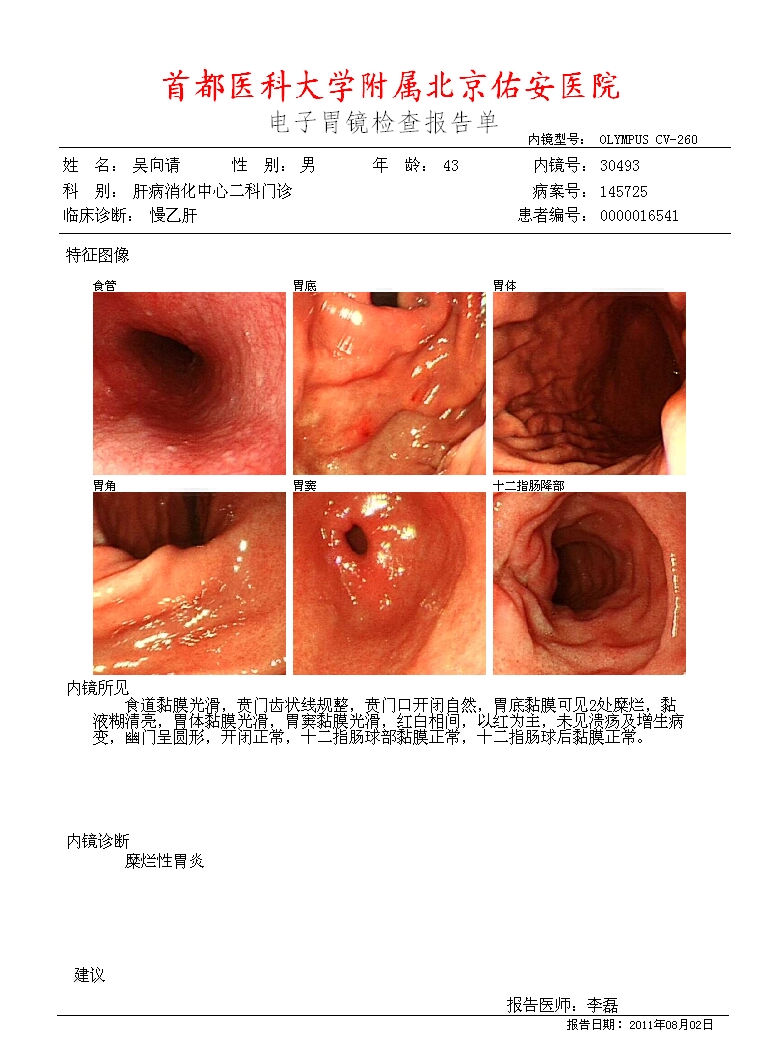 首都医科大学附属北京佑安医院
电子胃镜检查报告单
内镜型号： OLYMPUS CV-260
姓 名： 吴向请 性 别： 男 年 龄： 43 内镜号： 30493
科 别： 肝病消化中心二科门诊 病案号： 145725
临床诊断： 慢乙肝 患者编号： 0000016541
特征图像
食管 胃底 胃体
胃角 胃窦 十二指肠降部
内镜所见
食道黏膜光滑，贲门齿状线规整，贲门口开闭自然，胃底黏膜可见2处糜烂，黏
液糊清亮，胃体黏膜光滑，胃窦黏膜光滑，红白相间，以红为主，未见溃疡及增生病
变，幽门呈圆形，开闭正常，十二指肠球部黏膜正常，十二指肠球后黏膜正常。
内镜诊断
糜烂性胃炎
建议
报告医师：李磊
报告日期：2011年08月02日